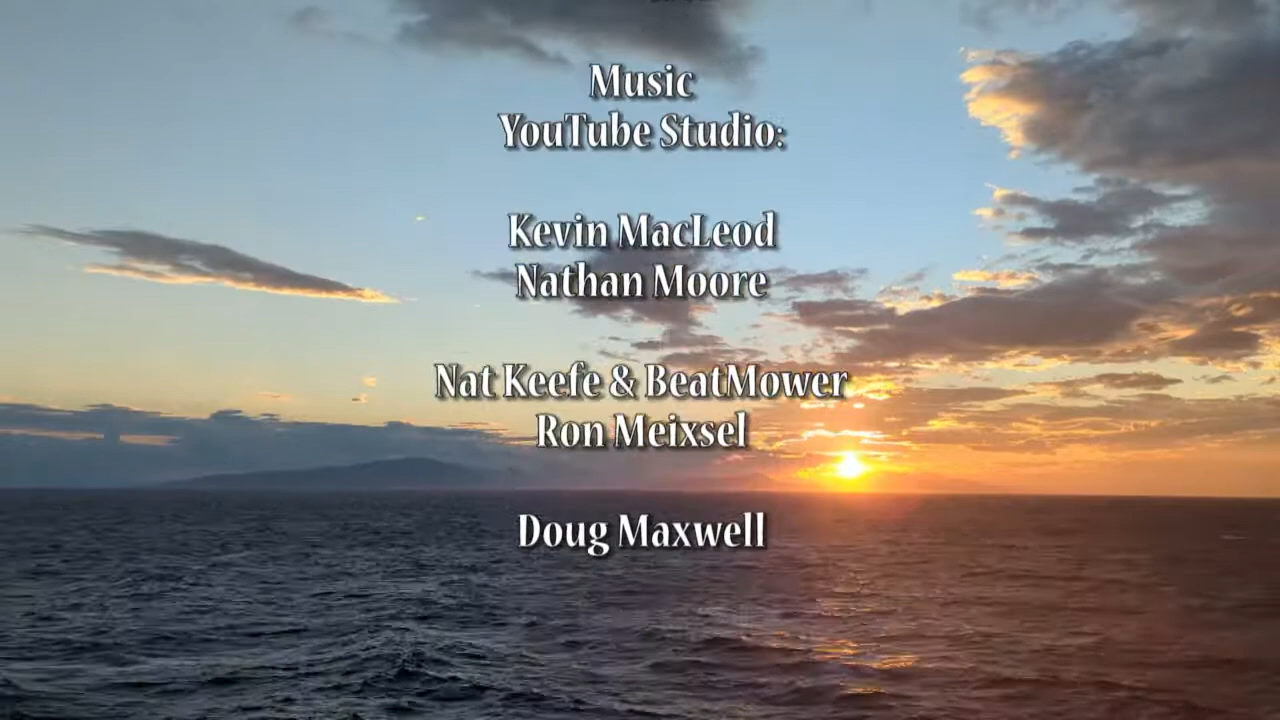 Music
YouTube Studio:
Kevin MacLeod
Nathan Moore
Nat Keefe & BeatMower
Ron Meixsel
Doug Maxwell